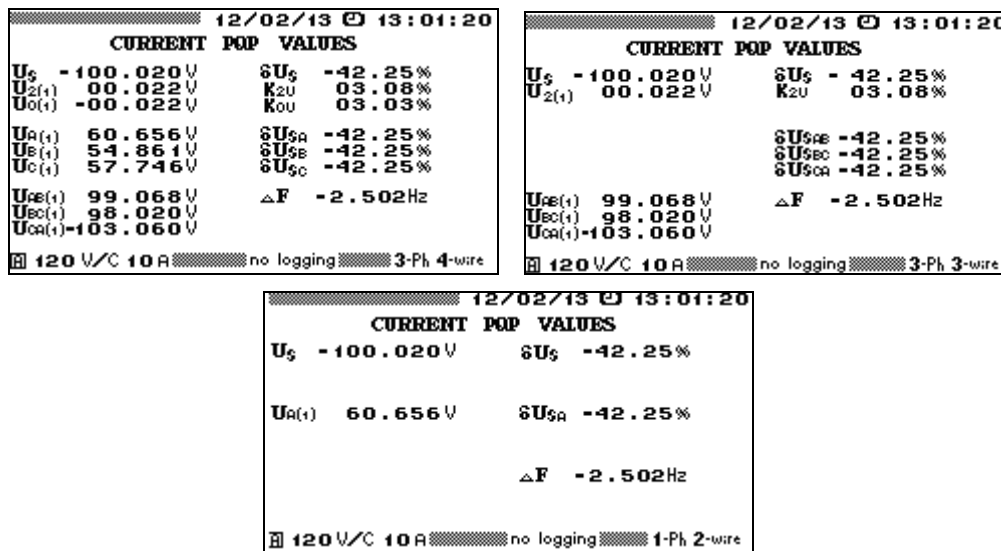 12/02/13 13:01:20
CURRENT PQP VALUES
US -100.020V δUS -42.25%
U2(1) 00.022V K2U 03.08%
U0(1) -00.022V K0U 03.03%
UA(1) 60.656V δUSA -42.25%
UB(1) 54.861V δUSB -42.25%
UC(1) 57.746V δUSC -42.25%
UAB(1) 99.068V △F -2.502Hz
UBC(1) 98.020V
UCA(1)-103.060V
A 120 V/C 10 A no logging 3-Ph 4-wire
12/02/13 13:01:20
CURRENT PQP VALUES
US -100.020V δUS - 42.25%
U2(1) 00.022V K2U 03.08%
δUSAB -42.25%
δUSBC -42.25%
δUSCA -42.25%
UAB(1) 99.068V △F -2.502Hz
UBC(1) 98.020V
UCA(1)-103.060V
A 120 V/C 10 A no logging 3-Ph 3-wire
12/02/13 13:01:20
CURRENT PQP VALUES
US -100.020V δUS -42.25%
UA(1) 60.656V δUSA -42.25%
△F -2.502Hz
A 120 V/C 10 A no logging 1-Ph 2-wire